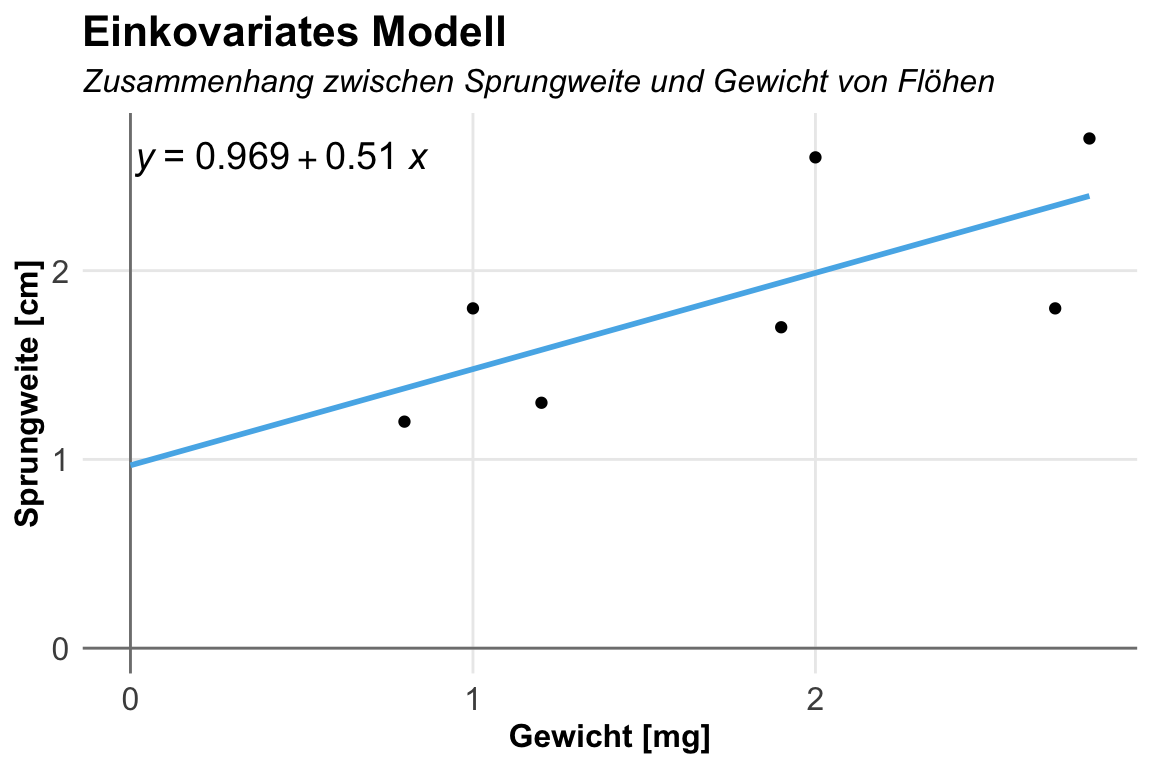 Einkovariates Modell
Zusammenhang zwischen Sprungweite und Gewicht von Flöhen
y = 0.969 + 0.51 x
Sprungweite [cm]
2
1
0
0 1 2
Gewicht [mg]